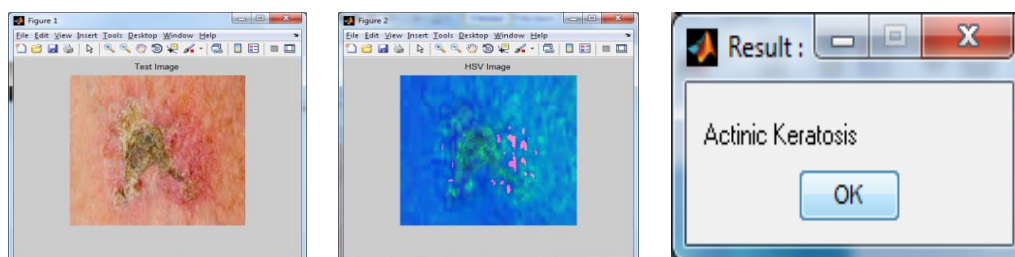 Figure 1
File Edit View Insert Tools Desktop Window Help
Test Image
Figure 2
File Edit View Insert Tools Desktop Window Help
HSV Image
Result :
Actinic Keratosis
OK